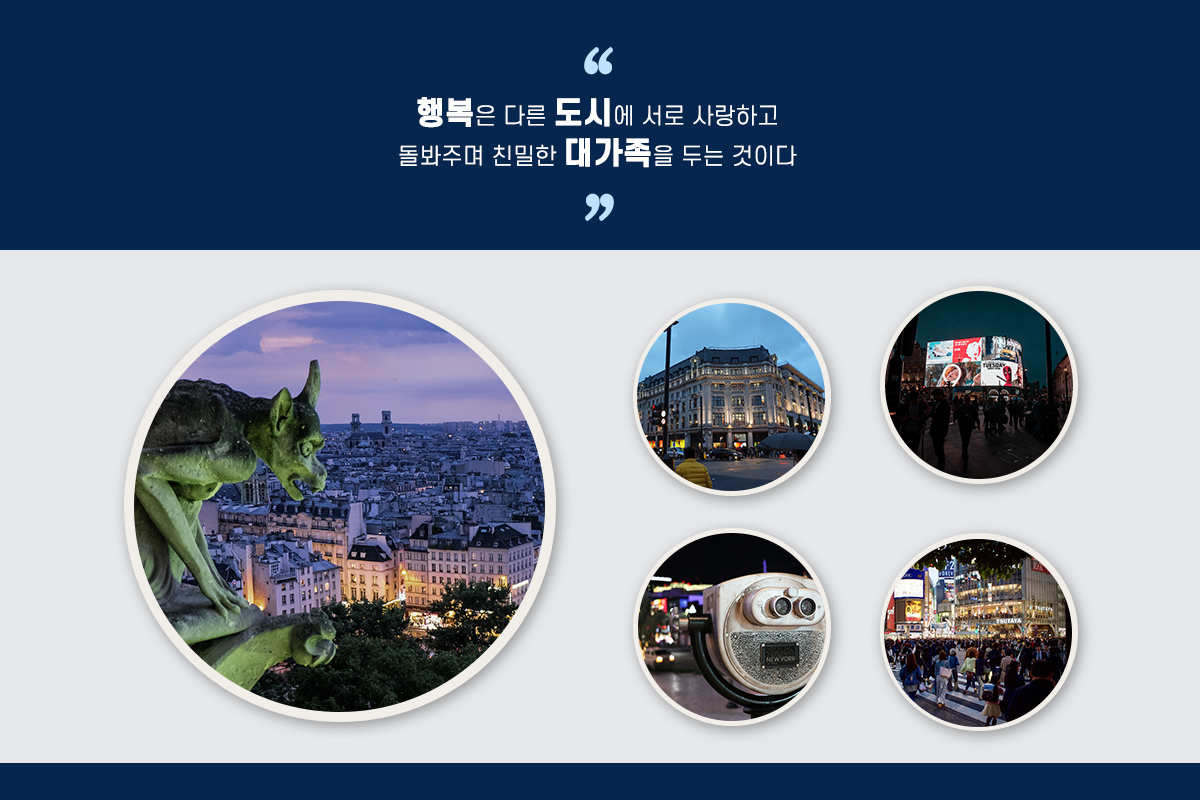 “
행복은 다른 도시에 서로 사랑하고
돌봐주며 친밀한 대가족을 두는 것이다
”
TUESDAY
NEW YORK
TSUTAYA